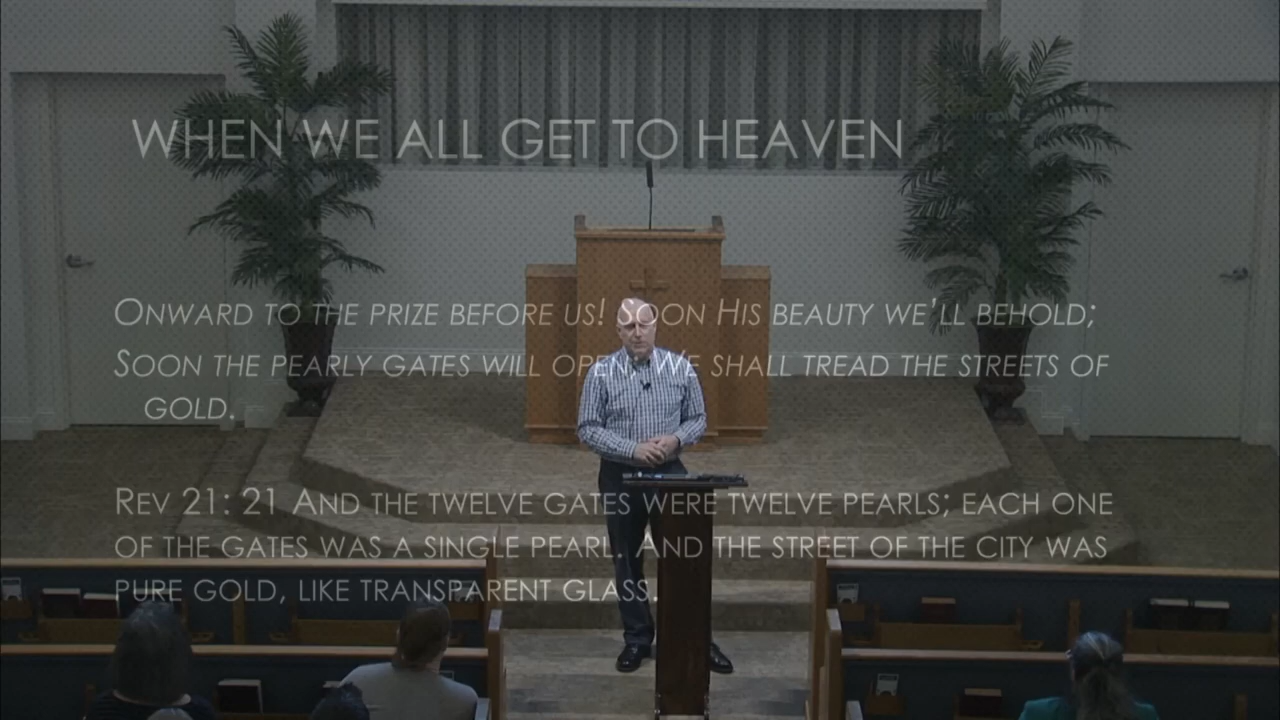 WHEN WE ALL GET TO HEAVEN
ONWARD TO THE PRIZE BEFORE US! SOON HIS BEAUTY WE'LL BEHOLD;
SOON THE PEARLY GATES WILL OPEN; WE SHALL TREAD THE STREETS OF
GOLD.
REV 21: 21 AND THE TWELVE GATES WERE TWELVE PEARLS; EACH ONE
OF THE GATES WAS A SINGLE PEARL. AND THE STREET OF THE CITY WAS
PURE GOLD, LIKE TRANSPARENT GLASS.